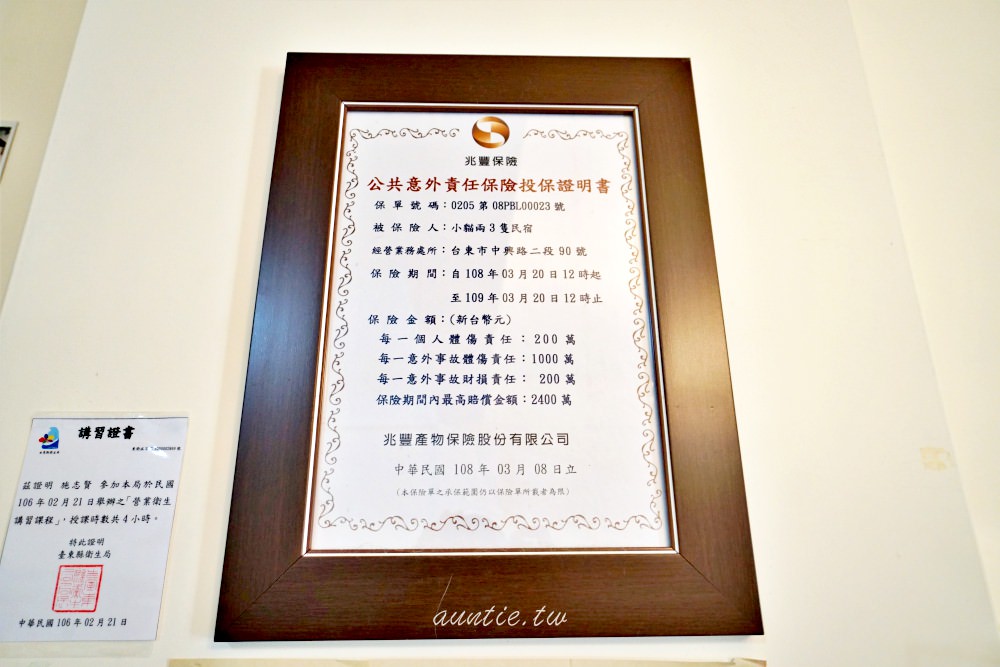 兆豐保險
公共意外責任保險投保證明書
保單號碼：0205 第 08PBL00023 號
被保險人：小貓兩3隻民宿
經營業務處所：台東市中興路二段 90 號
保險期間：自 108 年 03 月 20 日 12 時起
至 109 年 03 月 20 日 12 時止
保險金額：(新台幣元)
每一個人體傷責任：200 萬
每一意外事故體傷責任：1000 萬
每一意外事故財損責任： 200 萬
保險期間內最高賠償金額：2400 萬
兆豐產物保險股份有限公司
中華民國 108 年 03 月 08 日立
(本保險單之承保範圍仍以保險單所載者為限)
講習證書
茲證明 施志賢 參加本局於民國
106 年 02 月 21 日舉辦之「營業衛生
講習課程」，授課時數共 4 小時。
特此證明
臺東縣衛生局
中華民國 106 年 02 月 21 日
auntie.tw